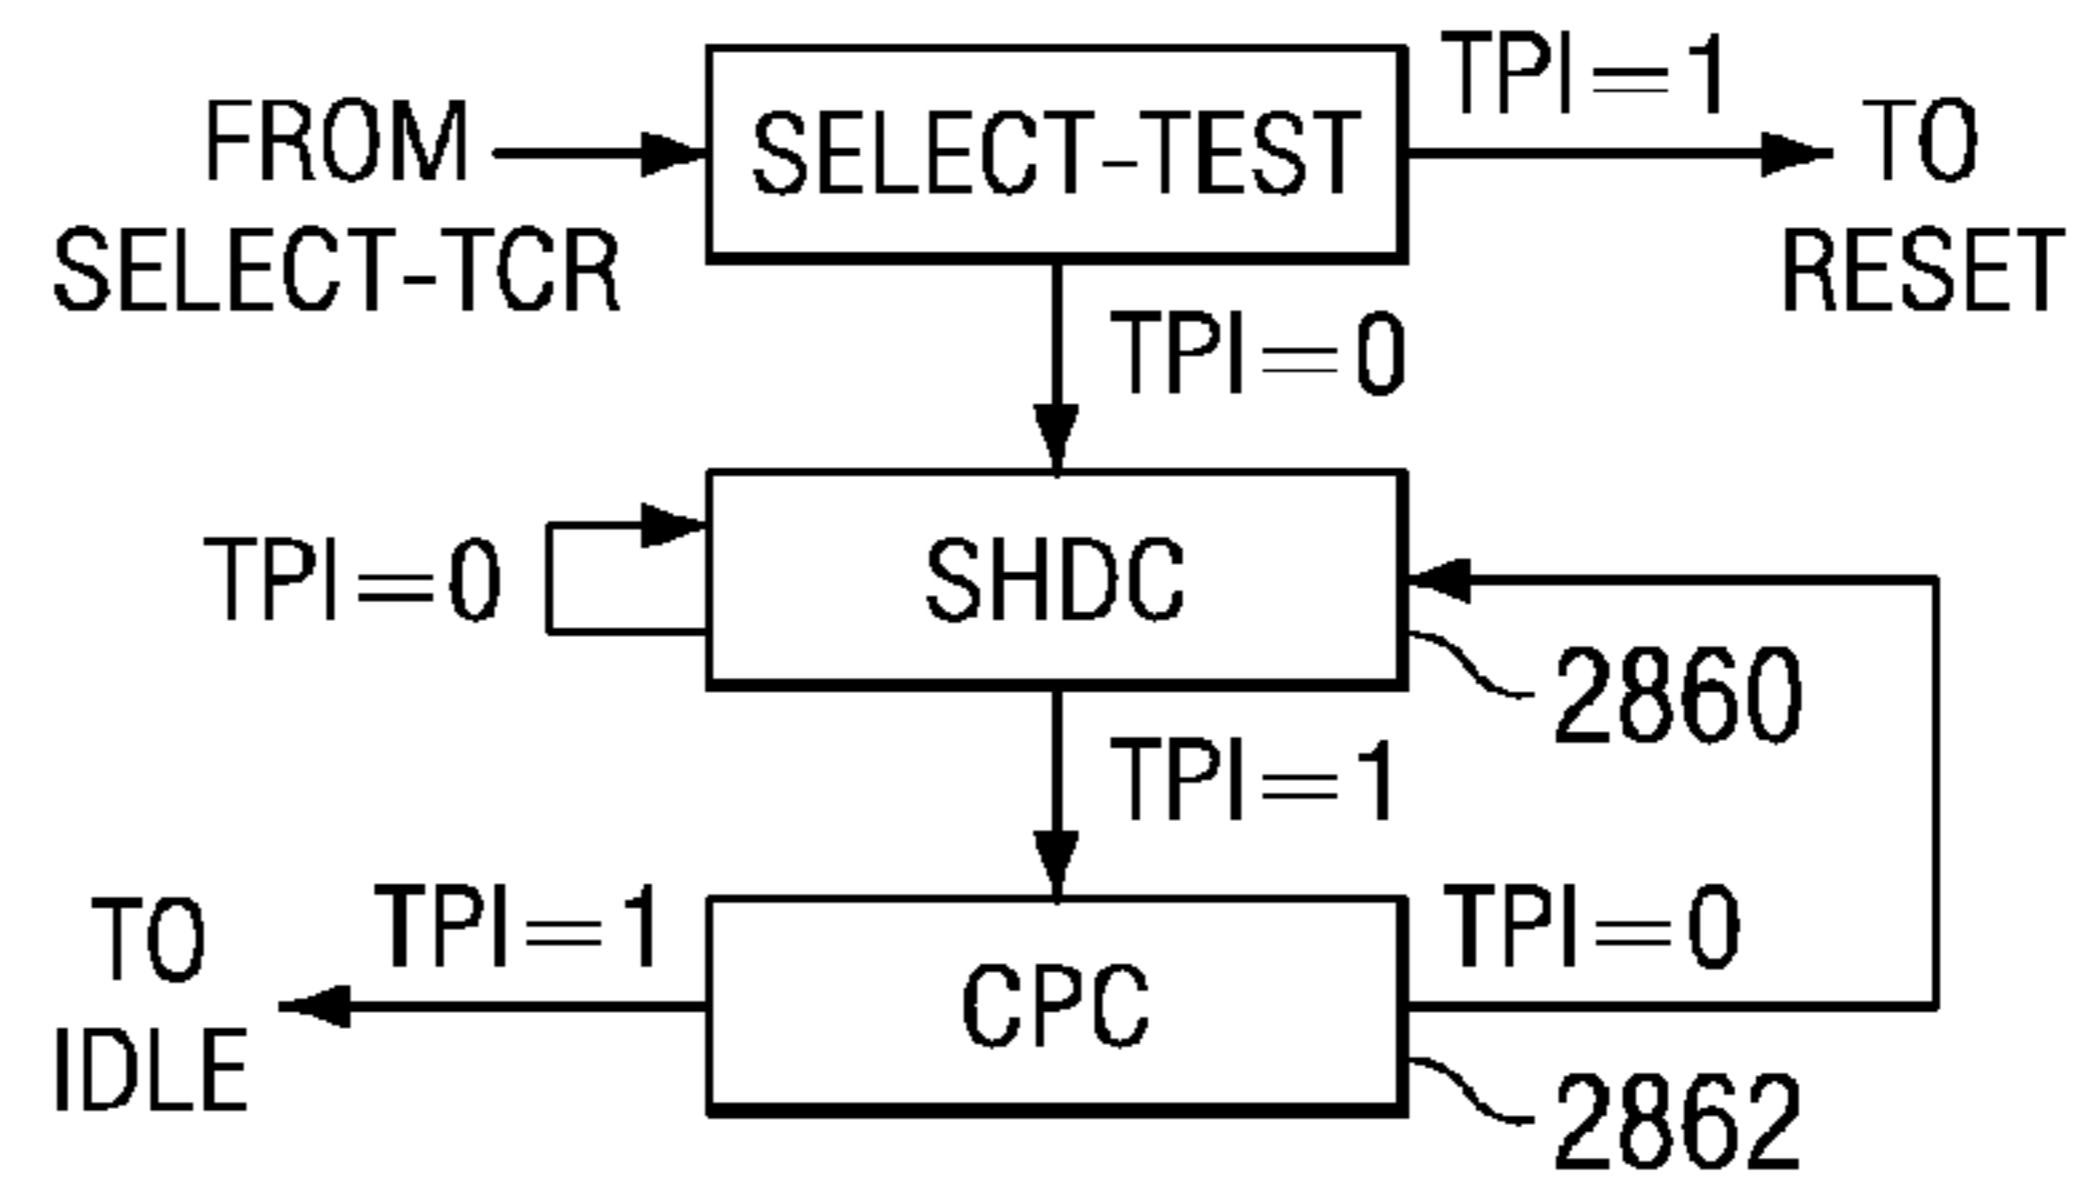 TPI=1
FROM
SELECT-TEST
TO
SELECT-TCR
RESET
TPI=0
TPI=0
SHDC
2860
TPI=1
TO
TPI=1
TPI=0
CPC
IDLE
2862